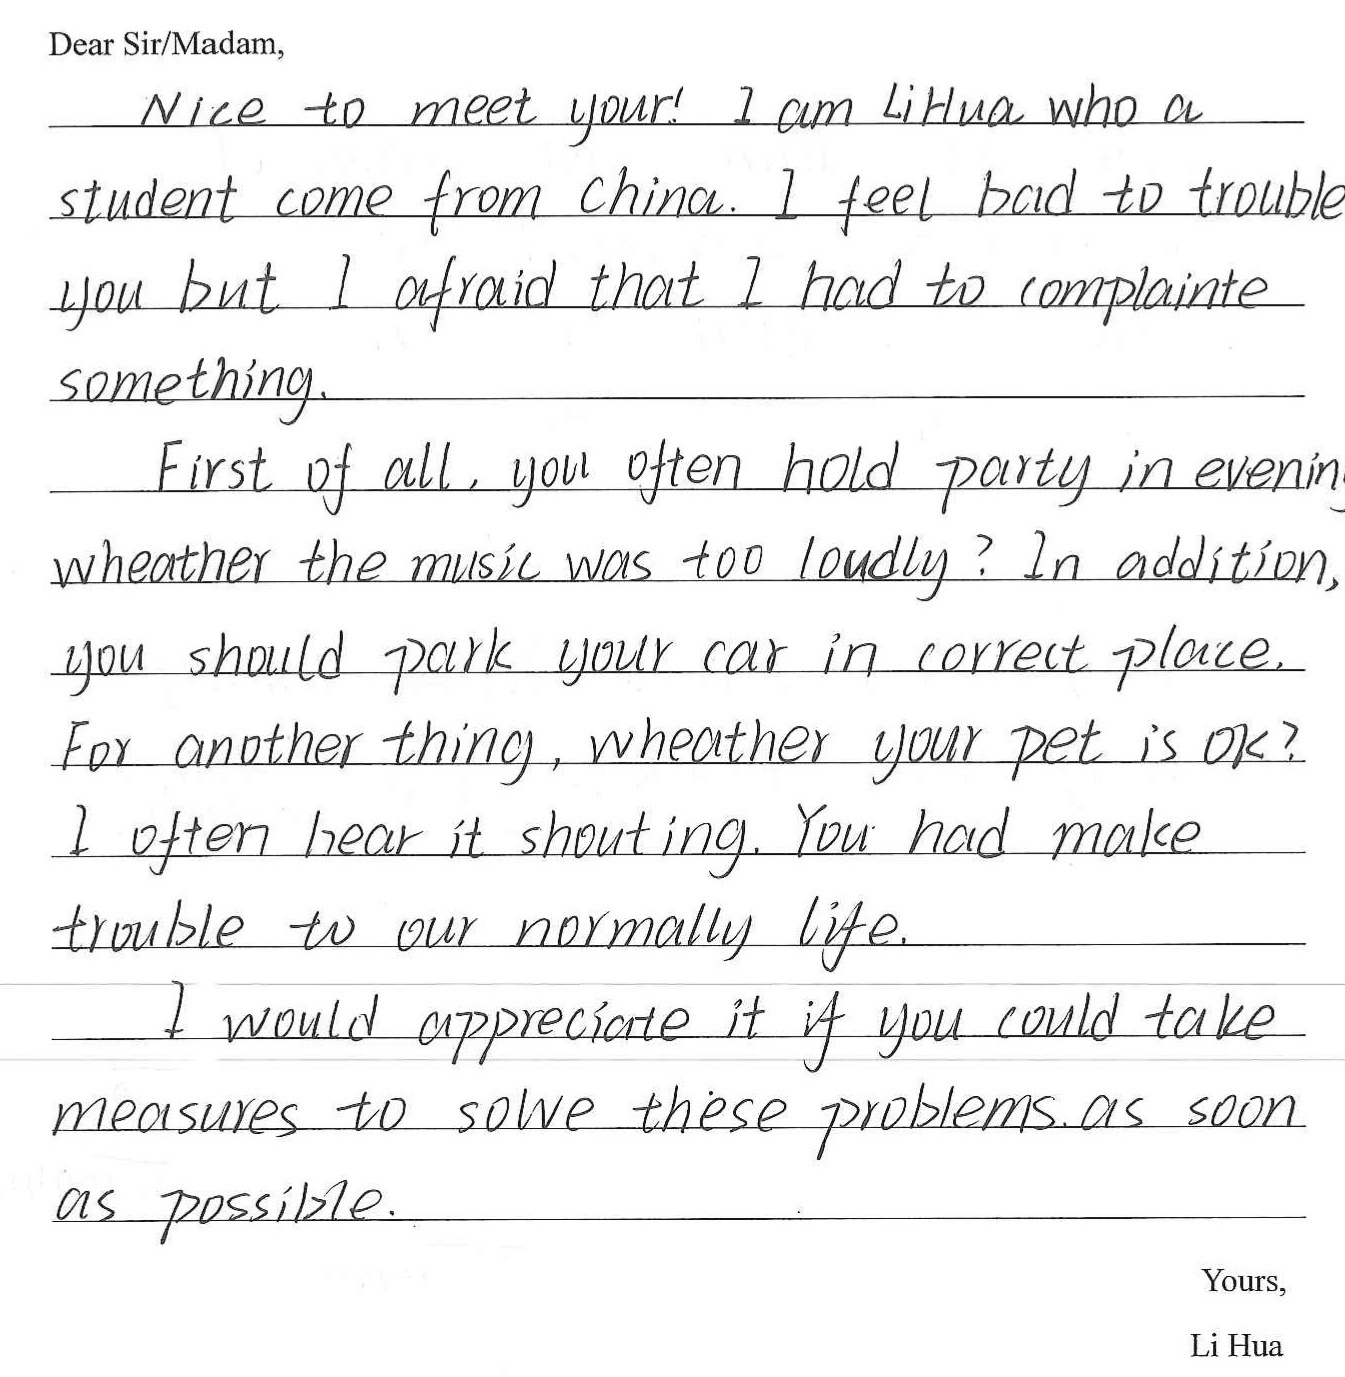 Dear Sir/Madam,
Nice to meet your! I am LiHua who a
student come from China. I feel bad to trouble
you but I afraid that I had to complainte
something.
First of all, you often hold party in evenin
wheather the music was too loudly? In addition,
you should park your car in correct place.
For another thing, wheather your pet is ok?
I often hear it shouting. You had make
trouble to our normally life.
I would appreciate it if you could take
measures to solve these problems. as soon
as possible.
Yours,
Li Hua